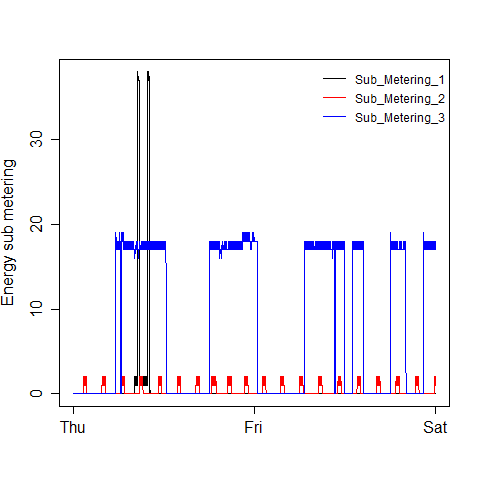 Sub_Metering_1
Sub_Metering_2
Sub_Metering_3
Energy sub metering
30
20
10
0
Thu Fri Sat